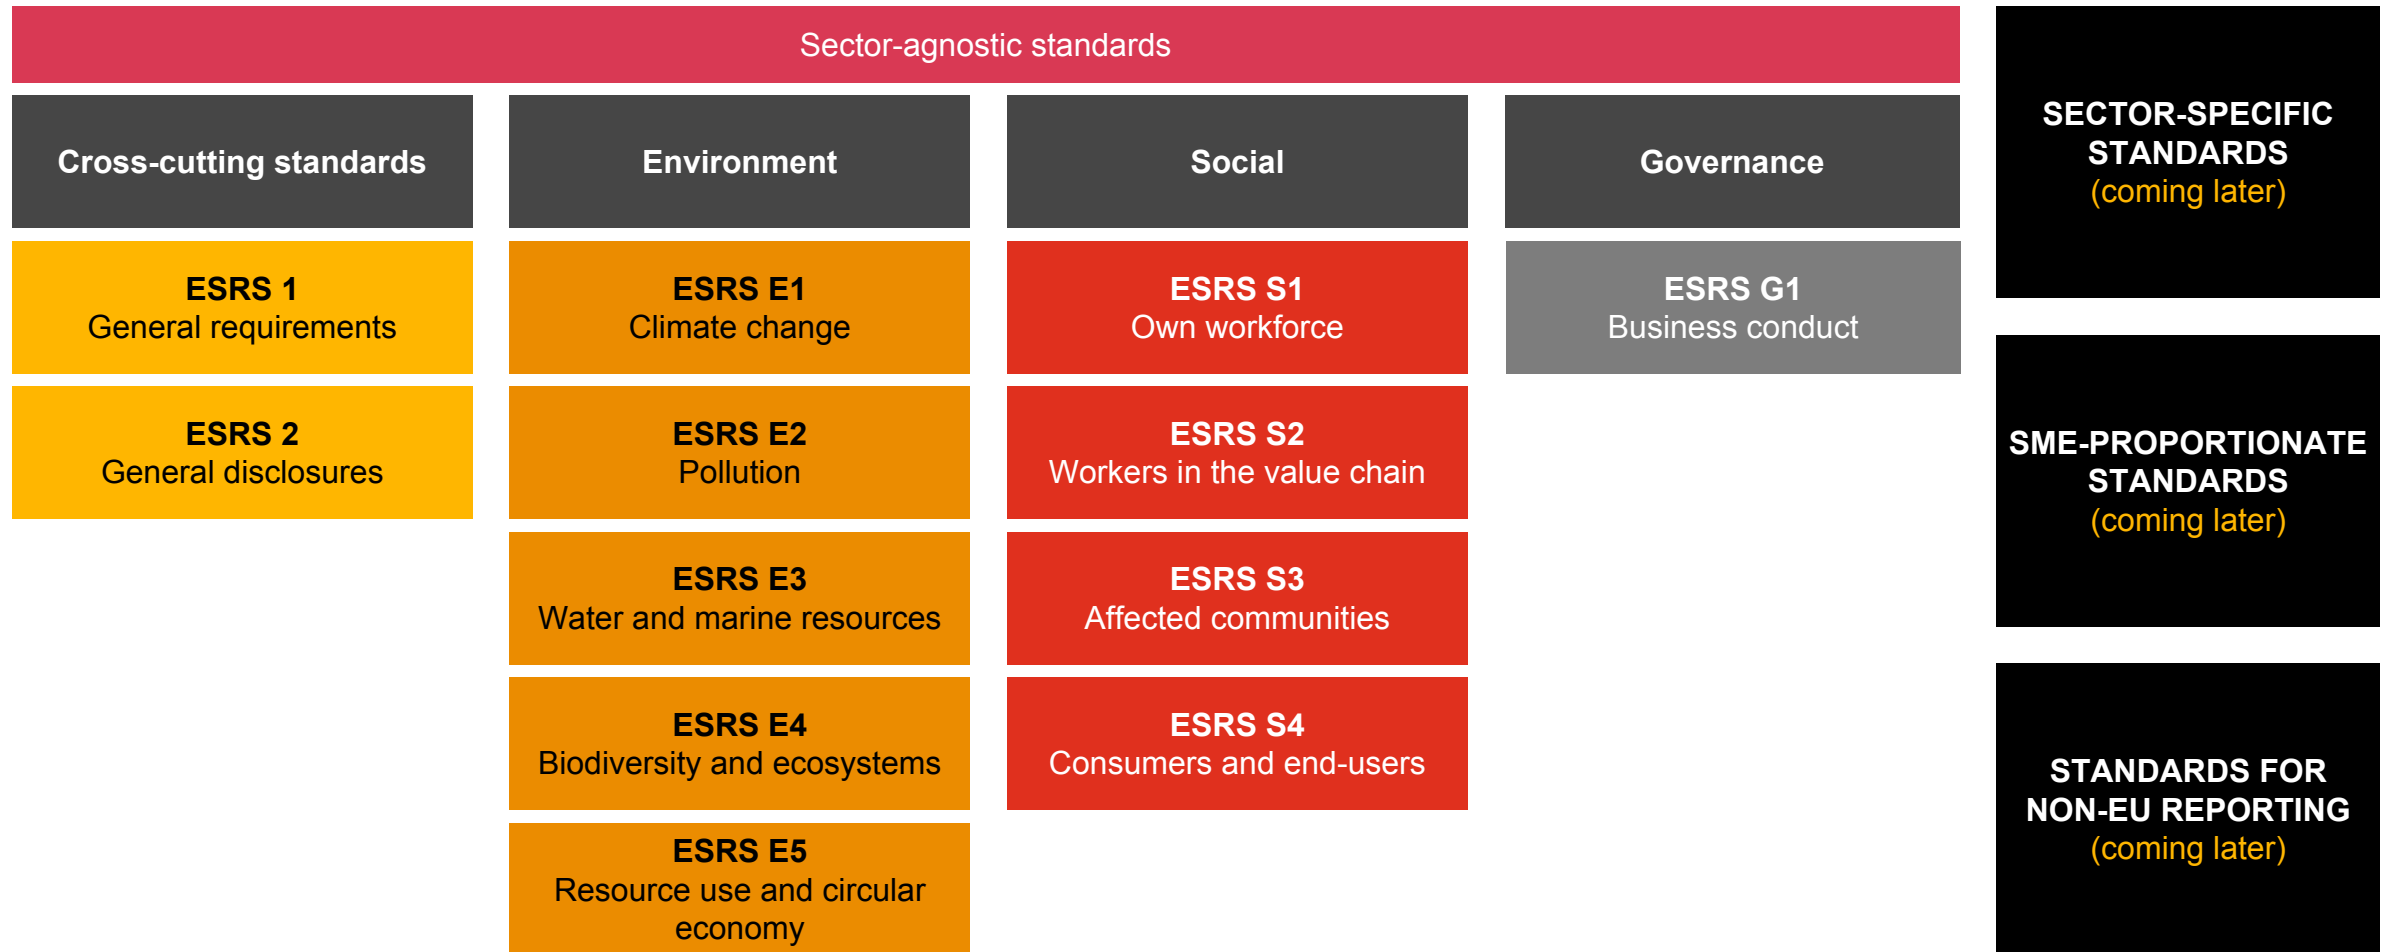 Sector-agnostic standards
Cross-cutting standards
ESRS 1
General requirements
ESRS 2
General disclosures
Environment
ESRS E1
Climate change
ESRS E2
Pollution
ESRS E3
Water and marine resources
ESRS E4
Biodiversity and ecosystems
ESRS E5
Resource use and circular
economy
Social
ESRS S1
Own workforce
ESRS S2
Workers in the value chain
ESRS S3
Affected communities
ESRS S4
Consumers and end-users
Governance
ESRS G1
Business conduct
SECTOR-SPECIFIC
STANDARDS
(coming later)
SME-PROPORTIONATE
STANDARDS
(coming later)
STANDARDS FOR
NON-EU REPORTING
(coming later)